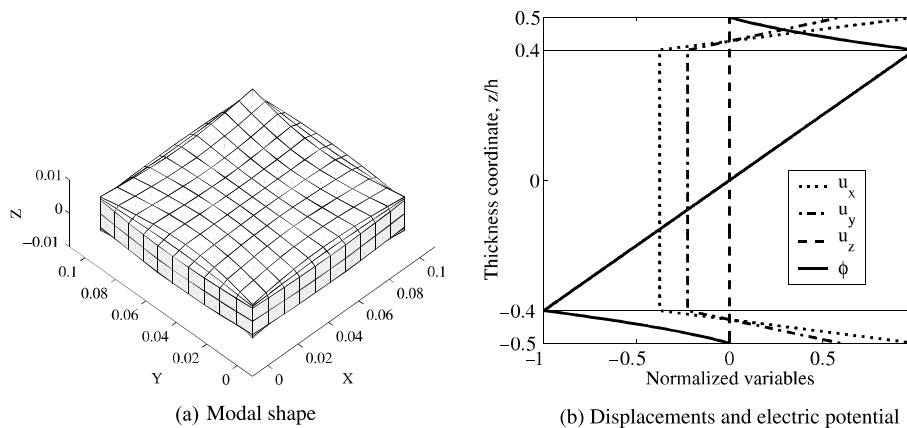 0.01
0
−0.01
Z
0.1
0.08
0.06
0.04
0.02
0
Y
0
0.02
0.04
0.06
0.08
0.1
X
(a) Modal shape
0.5
0.4
0
−0.4
−0.5
Thickness coordinate, z/h
−1
−0.5
0
0.5
Normalized variables
u_x
u_y
u_z
ϕ
(b) Displacements and electric potential